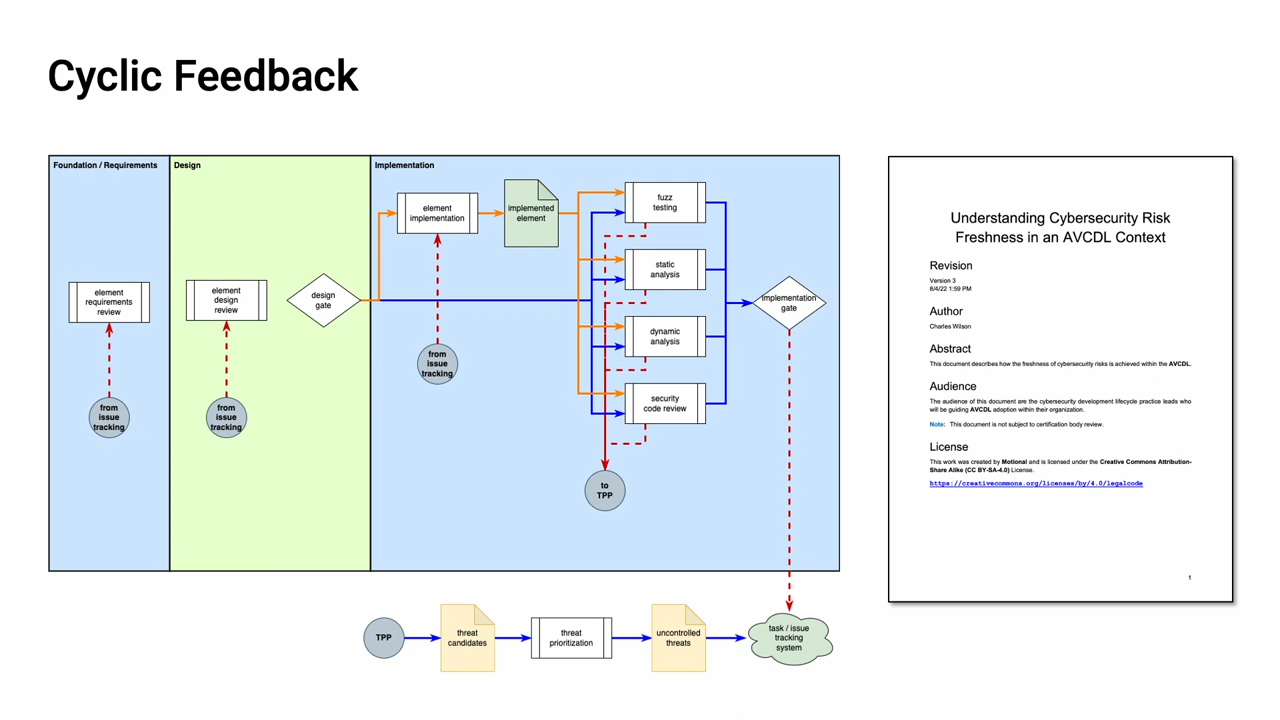 Cyclic Feedback
Foundation / Requirements
Design
Implementation
element
requirements
review
from
issue
tracking
element
design
review
from
issue
tracking
design
gate
element
implementation
from
issue
tracking
implemented
element
fuzz
testing
static
analysis
dynamic
analysis
security
code review
to
TPP
Implementation
gate
TPP
threat
candidates
threat
prioritization
uncontrolled
threats
task / issue
tracking
system
Understanding Cybersecurity Risk
Freshness in an AVCDL Context
Revision
Version 3
8/4/22 1:59 PM
Author
Charles Wilson
Abstract
This document describes how the freshness of cybersecurity risks is achieved within the AVCDL.
Audience
The audience of this document are the cybersecurity development lifecycle practice leads who
will be guiding AVCDL adoption within their organization.
Note: This document is not subject to certification body review.
License
This work was created by Motional and is licensed under the Creative Commons Attribution-
Share Alike (CC BY-SA-4.0) License.
https://creativecommons.org/licenses/by/4.0/legalcode
1